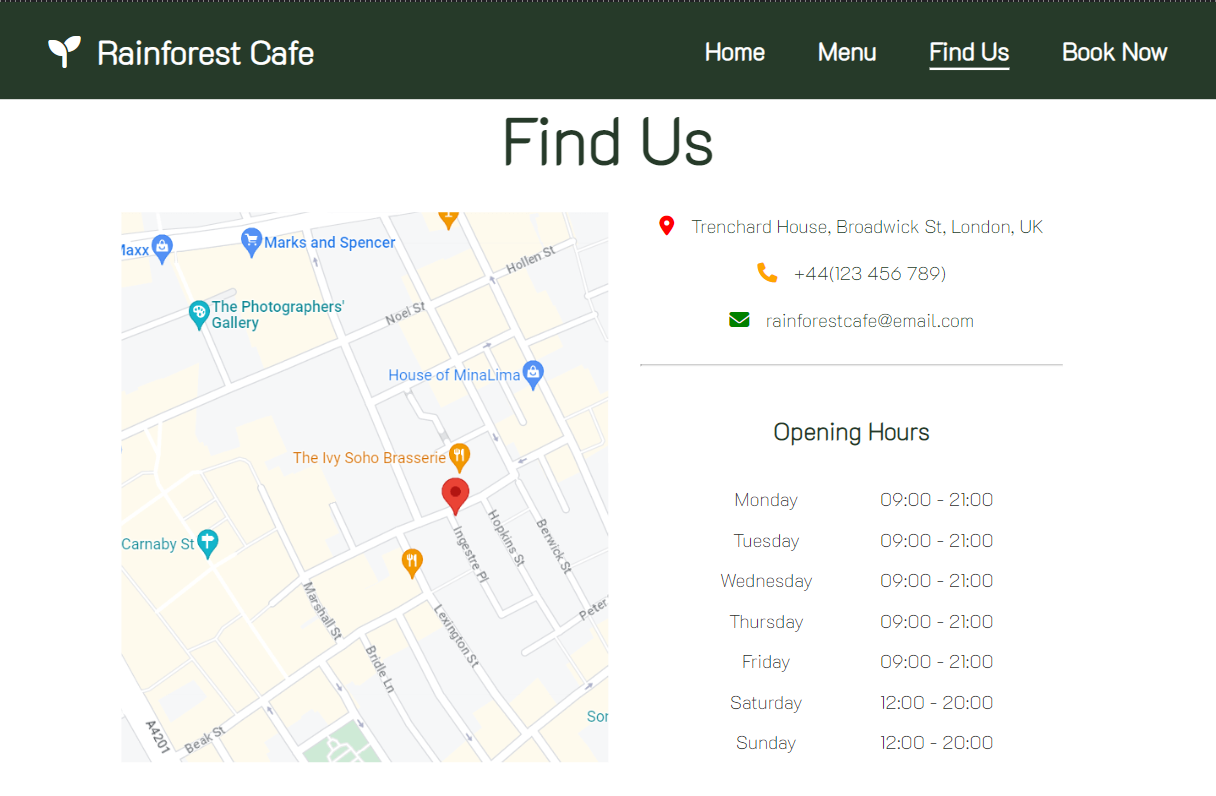 Rainforest Cafe
Home Menu Find Us Book Now
Find Us
Marks and Spencer
Maxx
The Photographers'
Gallery
Hollen St
Noel St
House of MinaLima
The Ivy Soho Brasserie
Carnaby St
Ingestre Pl
Hopkins St
Berwick St
Marshall St
Lexington St
Peter
Bridle Ln
Beak St
A4201
Trenchard House, Broadwick St, London, UK
+44(123 456 789)
rainforestcafe@email.com
Opening Hours
Monday 09:00 - 21:00
Tuesday 09:00 - 21:00
Wednesday 09:00 - 21:00
Thursday 09:00 - 21:00
Friday 09:00 - 21:00
Saturday 12:00 - 20:00
Sunday 12:00 - 20:00